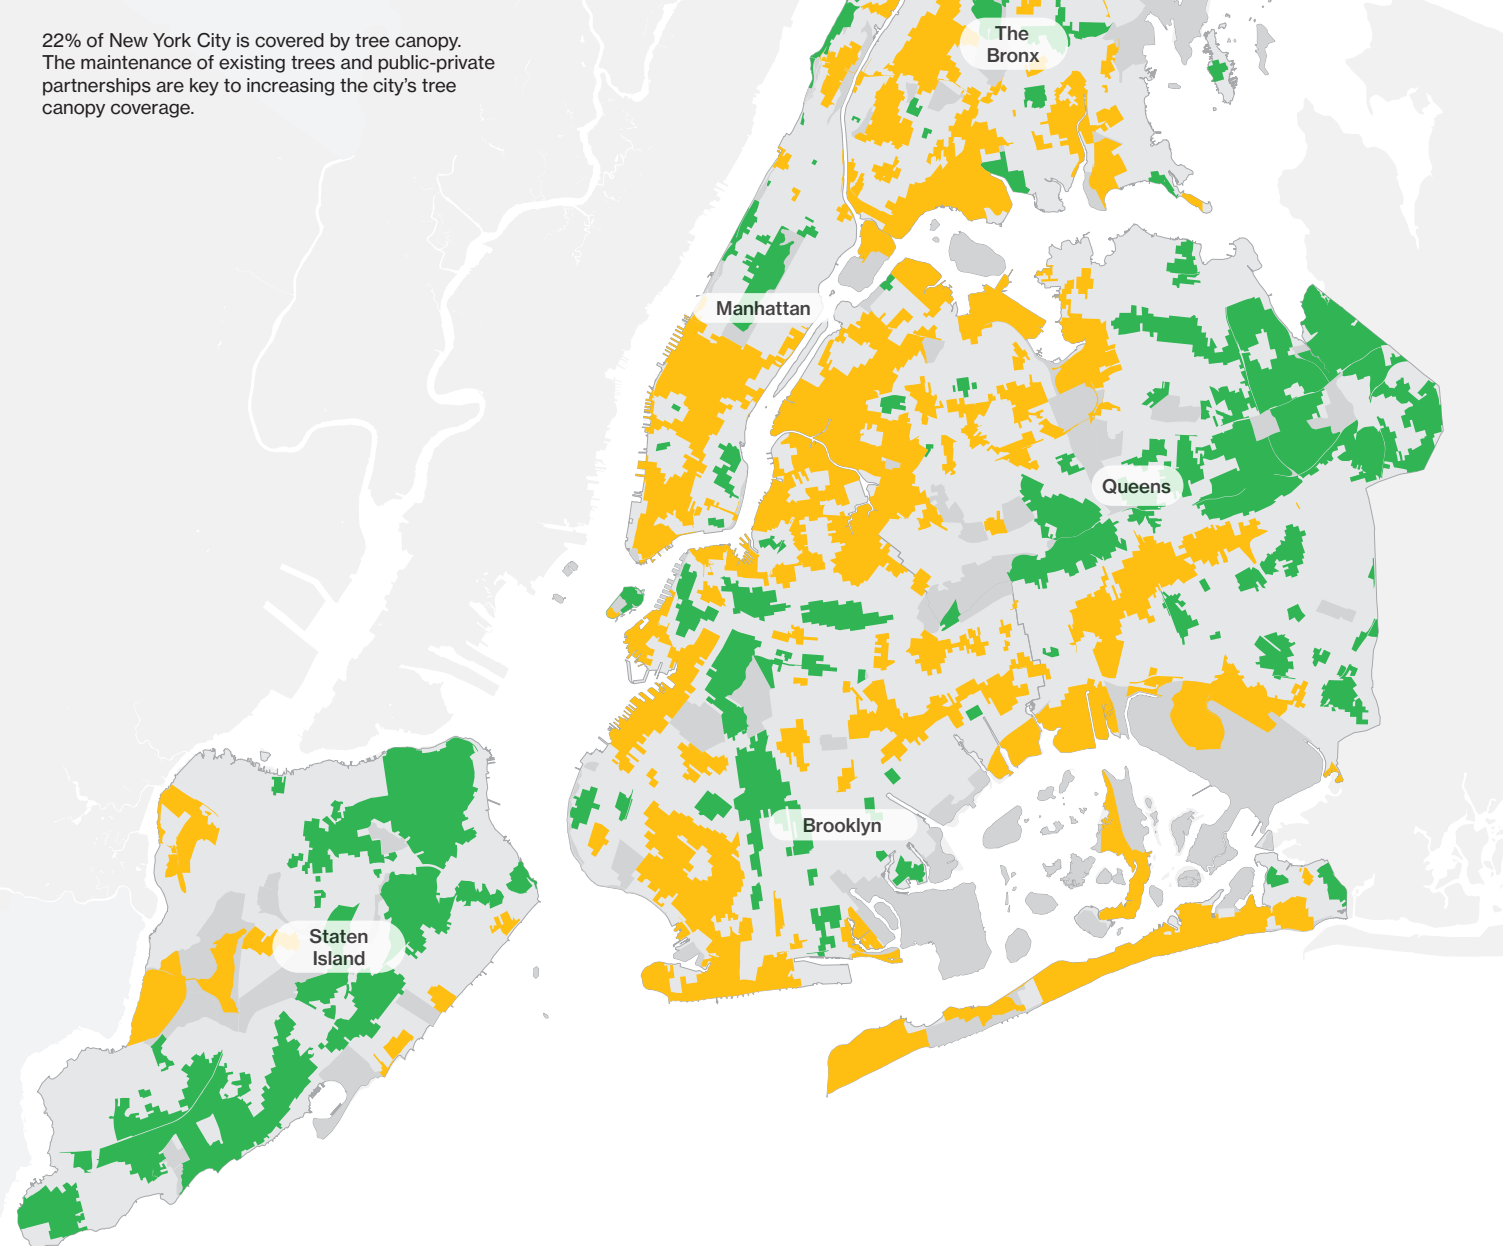 22% of New York City is covered by tree canopy.
The maintenance of existing trees and public-private
partnerships are key to increasing the city’s tree
canopy coverage.
The
Bronx
Manhattan
Queens
Brooklyn
Staten
Island